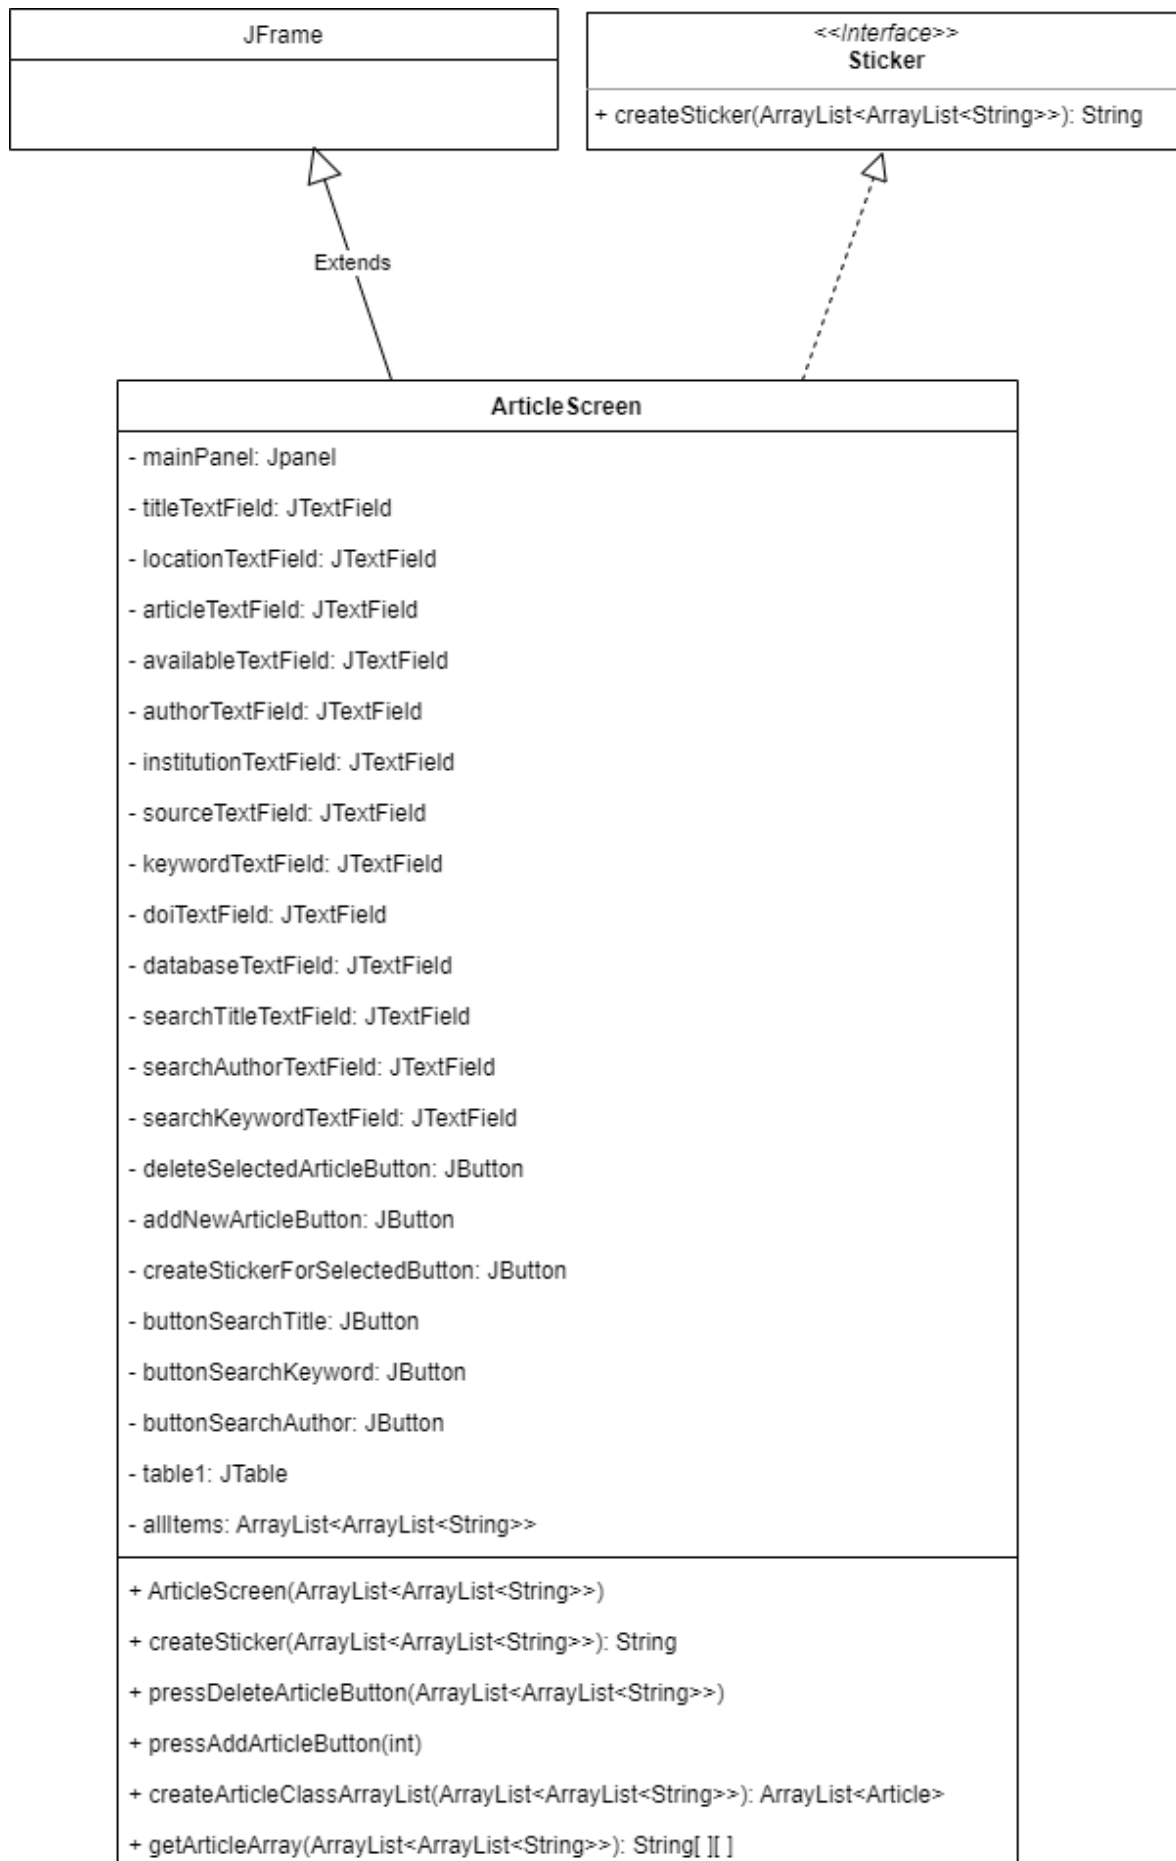 JFrame
<<Interface>>
Sticker
+ createSticker(ArrayList<ArrayList<String>>): String
Extends
ArticleScreen
- mainPanel: Jpanel
- titleTextField: JTextField
- locationTextField: JTextField
- articleTextField: JTextField
- availableTextField: JTextField
- authorTextField: JTextField
- institutionTextField: JTextField
- sourceTextField: JTextField
- keywordTextField: JTextField
- doiTextField: JTextField
- databaseTextField: JTextField
- searchTitleTextField: JTextField
- searchAuthorTextField: JTextField
- searchKeywordTextField: JTextField
- deleteSelectedArticleButton: JButton
- addNewArticleButton: JButton
- createStickerForSelectedButton: JButton
- buttonSearchTitle: JButton
- buttonSearchKeyword: JButton
- buttonSearchAuthor: JButton
- table1: JTable
- allItems: ArrayList<ArrayList<String>>
+ ArticleScreen(ArrayList<ArrayList<String>>)
+ createSticker(ArrayList<ArrayList<String>>): String
+ pressDeleteArticleButton(ArrayList<ArrayList<String>>)
+ pressAddArticleButton(int)
+ createArticleClassArrayList(ArrayList<ArrayList<String>>): ArrayList<Article>
+ getArticleArray(ArrayList<ArrayList<String>>): String[ ][ ]